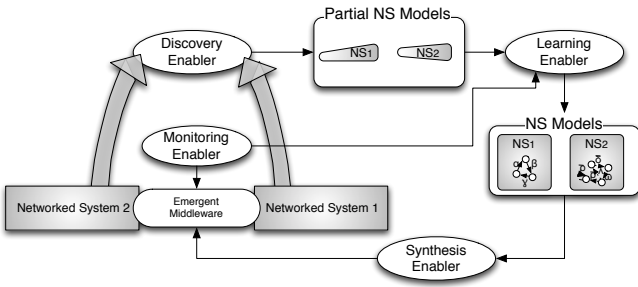 Partial NS Models
Discovery
Enabler
NS1
NS2
Learning
Enabler
Monitoring
Enabler
NS Models
NS1
α
β
γ
NS2
Networked System 2
Emergent
Middleware
Networked System 1
Synthesis
Enabler